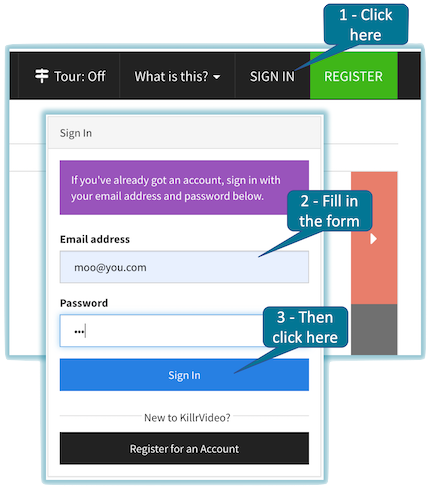 1 - Click
here
Tour: Off
What is this?
SIGN IN
REGISTER
Sign In
If you've already got an account, sign in with
your email address and password below.
2 - Fill in
the form
Email address
moo@you.com
Password
•••
3 - Then
click here
Sign In
New to KillrVideo?
Register for an Account